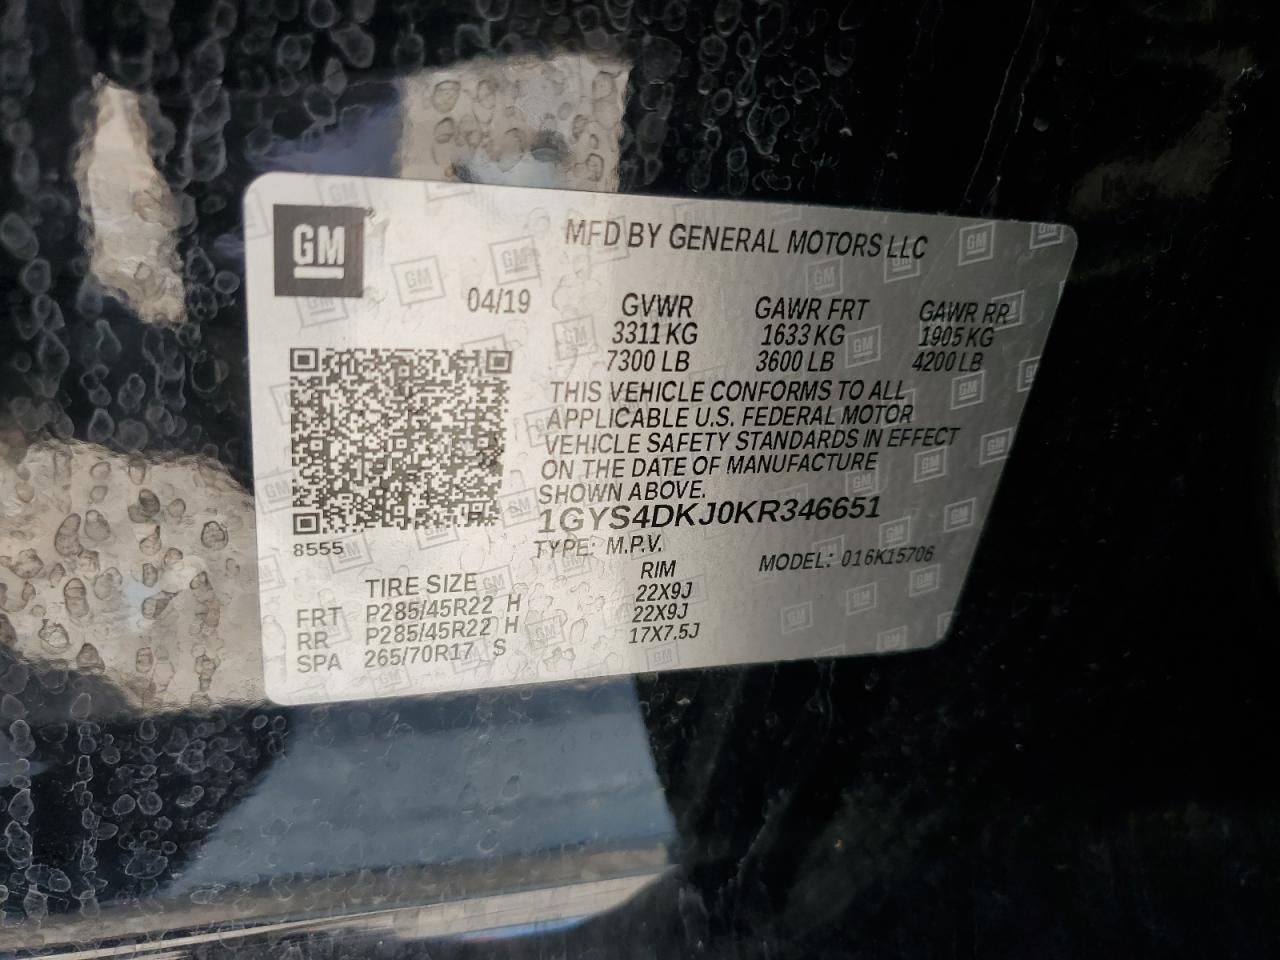 GM
MFD BY GENERAL MOTORS LLC
04/19 GVWR GAWR FRT GAWR RR
3311 KG 1633 KG 1905 KG
7300 LB 3600 LB 4200 LB
THIS VEHICLE CONFORMS TO ALL
APPLICABLE U.S. FEDERAL MOTOR
VEHICLE SAFETY STANDARDS IN EFFECT
ON THE DATE OF MANUFACTURE
SHOWN ABOVE.
1GYS4DKJ0KR346651
8555
TYPE: M.P.V. MODEL: 016K15706
TIRE SIZE RIM
FRT P285/45R22 H 22X9J
RR P285/45R22 H 22X9J
SPA 265/70R17 S 17X7.5J